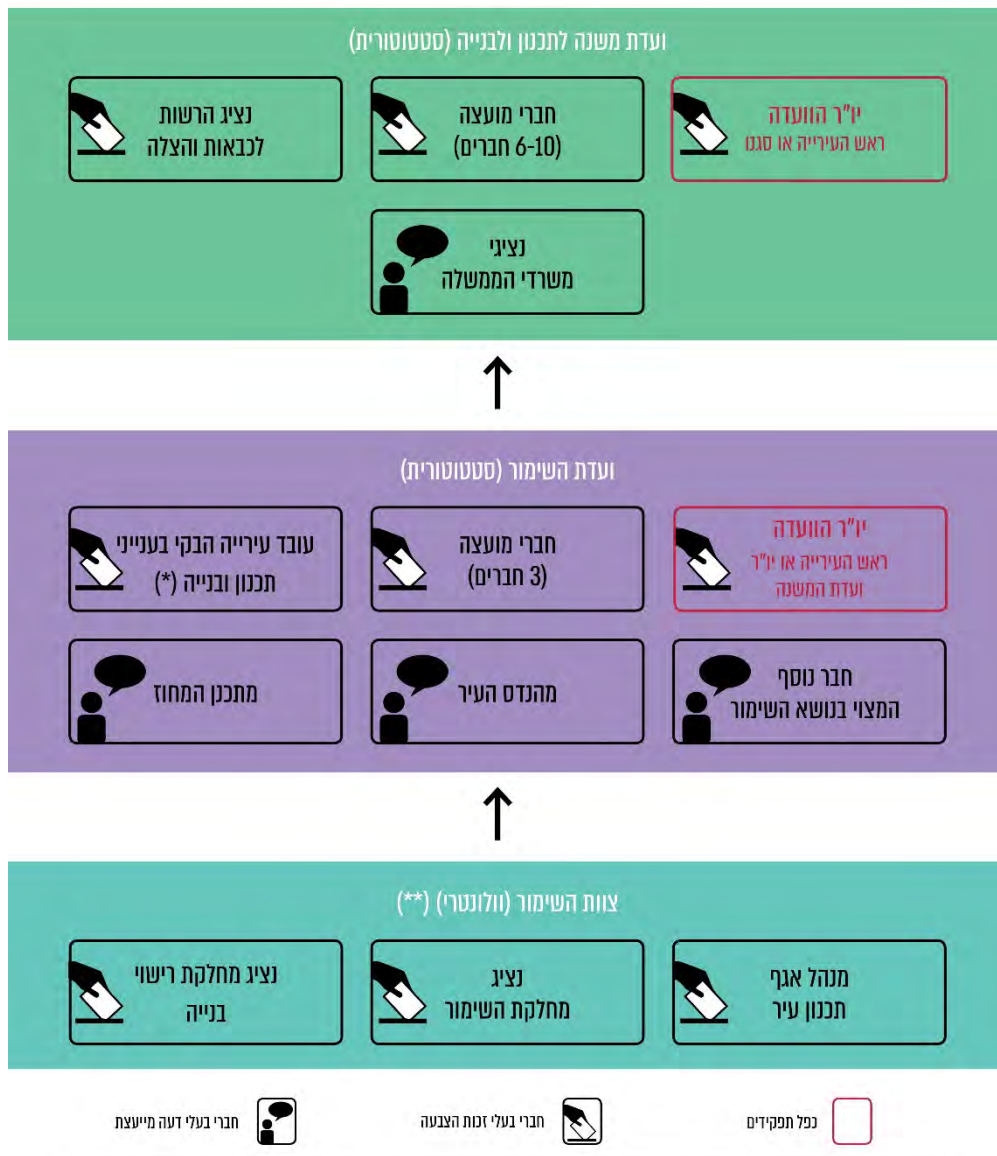 ועדת משנה לתכנון ולבנייה (סטטוטורית)
יו"ר הוועדה
ראש העירייה או סגנו
חברי מועצה
(6-10 חברים)
נציג הרשות
לכבאות והצלה
נציגי
משרדי הממשלה
ועדת השימור (סטטוטורית)
יו"ר הוועדה
ראש העירייה או יו"ר
ועדת המשנה
חברי מועצה
(3 חברים)
עובד עירייה הבקי בענייני
תכנון ובנייה (*)
חבר נוסף
המצוי בנושא השימור
מהנדס העיר
מתכנן המחוז
צוות השימור (וולונטרי) (**)
מנהל אגף
תכנון עיר
נציג
מחלקת השימור
נציג מחלקת רישוי
בנייה
כפל תפקידים
חברי בעלי זכות הצבעה
חברי בעלי דעה מייעצת